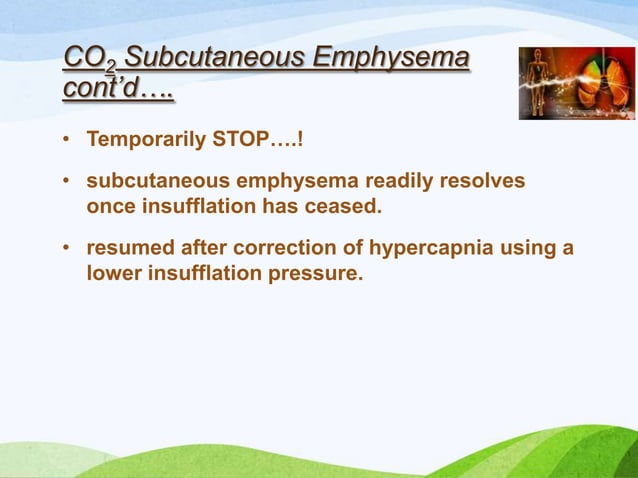 CO₂ Subcutaneous Emphysema
cont’d….
• Temporarily STOP….!
• subcutaneous emphysema readily resolves
once insufflation has ceased.
• resumed after correction of hypercapnia using a
lower insufflation pressure.